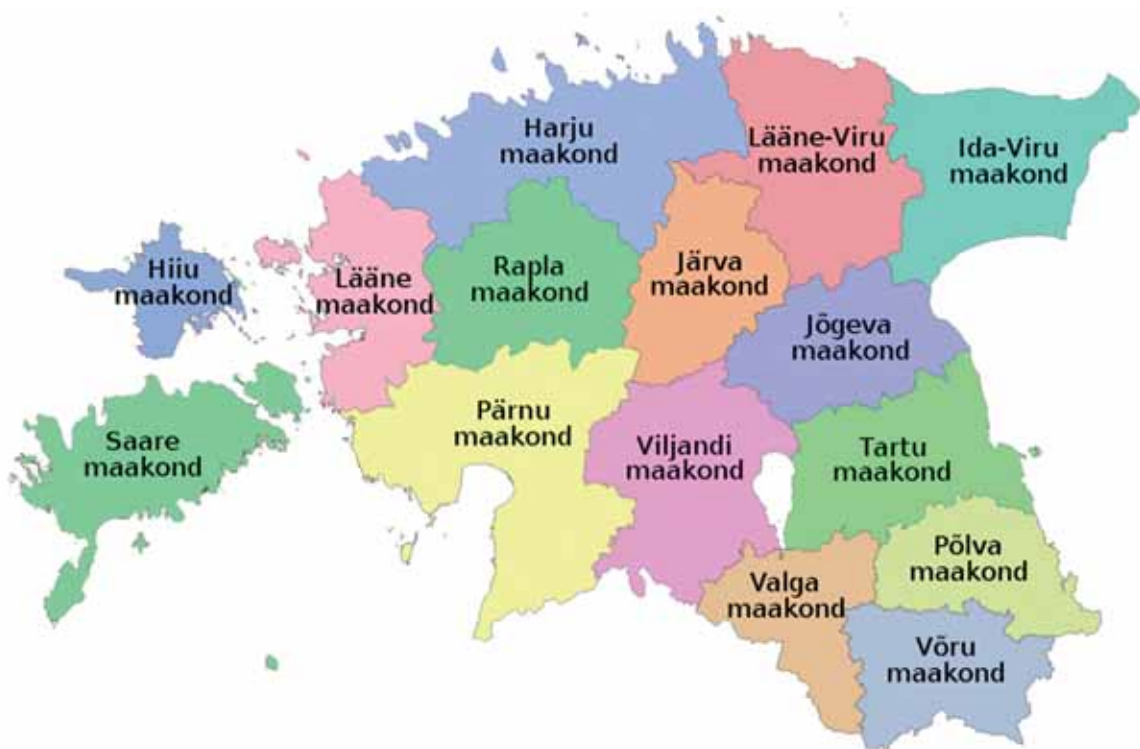 Harju
maakond
Lääne-Viru
maakond
Ida-Viru
maakond
Hiiu
maakond
Lääne
maakond
Rapla
maakond
Järva
maakond
Jõgeva
maakond
Saare
maakond
Pärnu
maakond
Viljandi
maakond
Tartu
maakond
Põlva
maakond
Valga
maakond
Võru
maakond